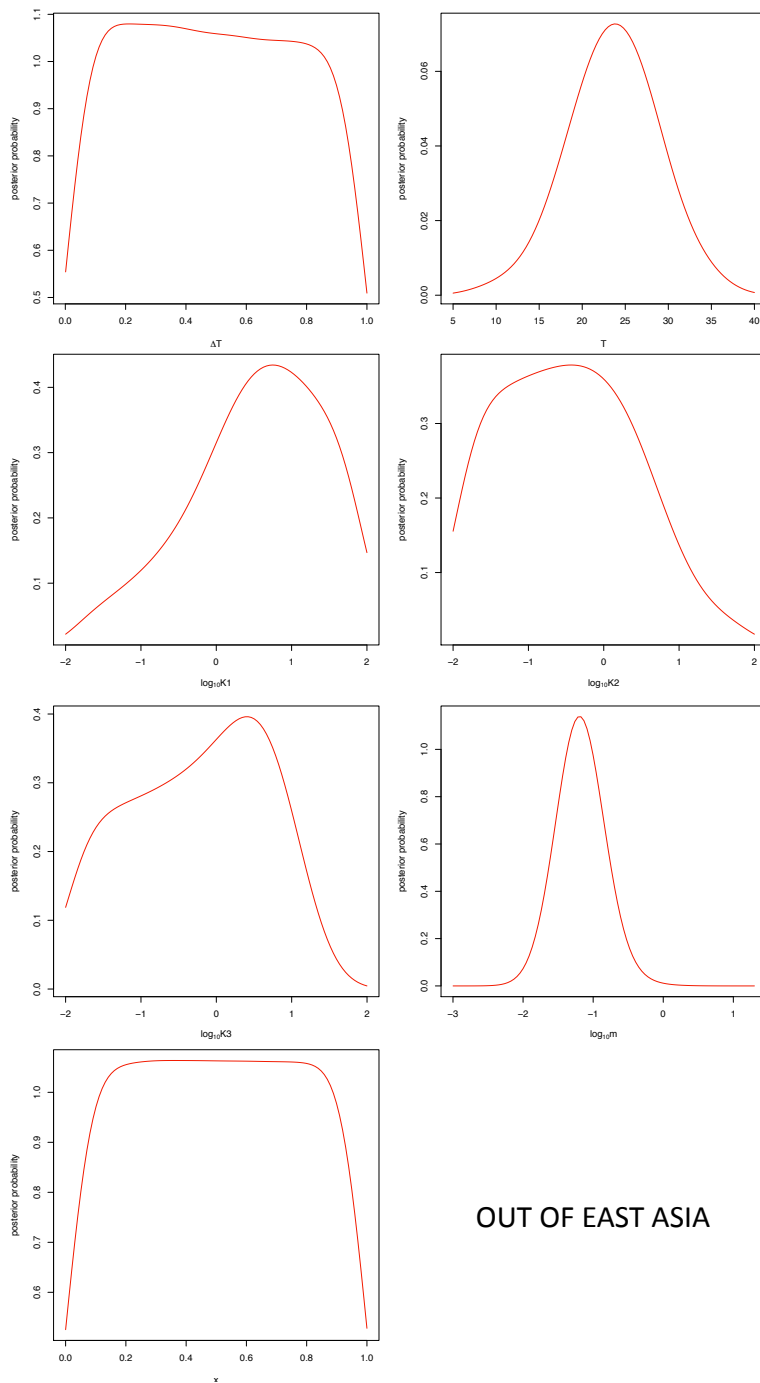 1.1
1.0
0.9
0.8
0.7
0.6
0.5
posterior probability
0.0 0.2 0.4 0.6 0.8 1.0
ΔT
0.06
0.04
0.02
0.00
posterior probability
5 10 15 20 25 30 35 40
T
0.4
0.3
0.2
0.1
posterior probability
−2 −1 0 1 2
log₁₀K1
0.3
0.2
0.1
posterior probability
−2 −1 0 1 2
log₁₀K2
0.4
0.3
0.2
0.1
0.0
posterior probability
−2 −1 0 1 2
log₁₀K3
1.0
0.8
0.6
0.4
0.2
0.0
posterior probability
−3 −2 −1 0 1
log₁₀m
1.0
0.9
0.8
0.7
0.6
posterior probability
0.0 0.2 0.4 0.6 0.8 1.0
x
OUT OF EAST ASIA